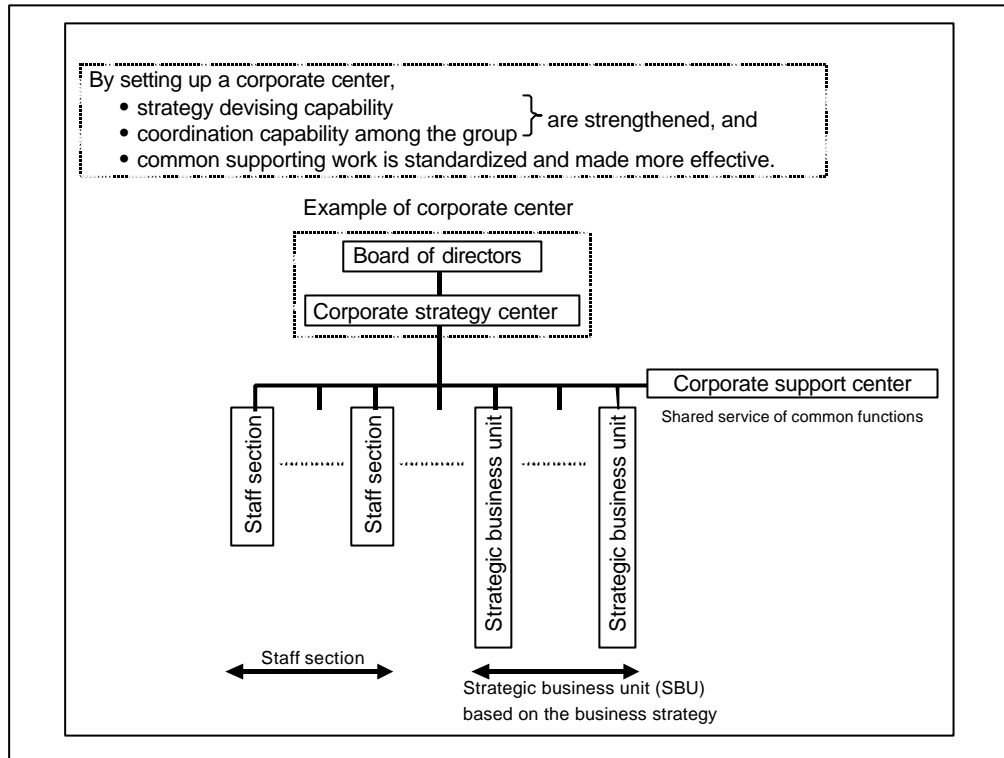 By setting up a corporate center,
• strategy devising capability
• coordination capability among the group
are strengthened, and
• common supporting work is standardized and made more effective.
Example of corporate center
Board of directors
Corporate strategy center
Corporate support center
Shared service of common functions
Staff section
Staff section
Strategic business unit
Strategic business unit
Staff section
Strategic business unit (SBU)
based on the business strategy